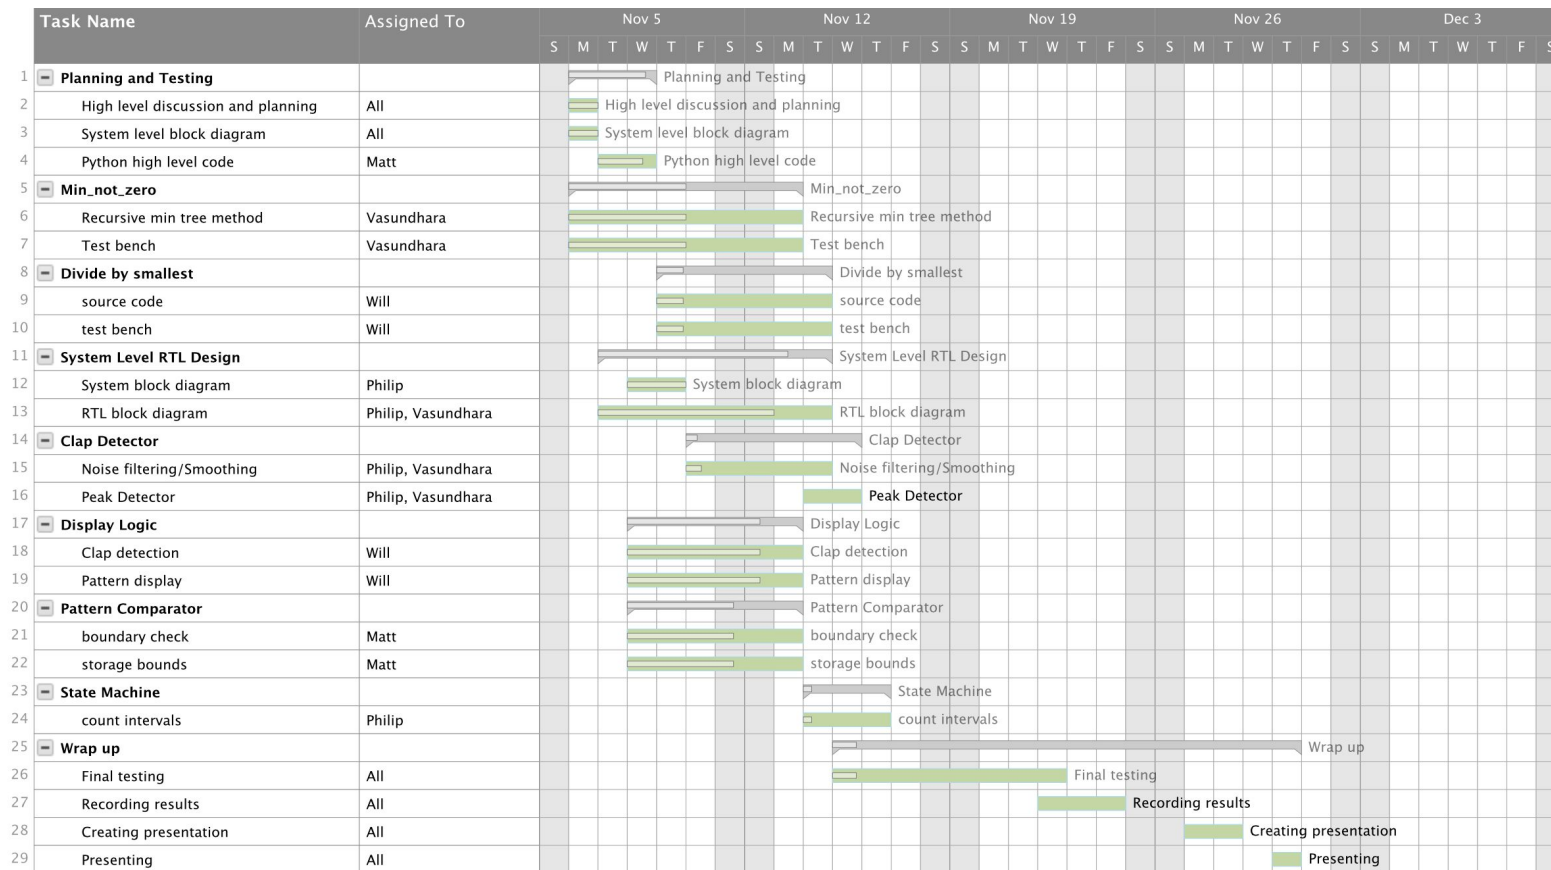 Task Name Assigned To Nov 5 Nov 12 Nov 19 Nov 26 Dec 3
S M T W T F S S M T W T F S S M T W T F S S M T W T F S S M T W T F S
1 Planning and Testing Planning and Testing
2 High level discussion and planning All High level discussion and planning
3 System level block diagram All System level block diagram
4 Python high level code Matt Python high level code
5 Min_not_zero Min_not_zero
6 Recursive min tree method Vasundhara Recursive min tree method
7 Test bench Vasundhara Test bench
8 Divide by smallest Divide by smallest
9 source code Will source code
10 test bench Will test bench
11 System Level RTL Design System Level RTL Design
12 System block diagram Philip System block diagram
13 RTL block diagram Philip, Vasundhara RTL block diagram
14 Clap Detector Clap Detector
15 Noise filtering/Smoothing Philip, Vasundhara Noise filtering/Smoothing
16 Peak Detector Philip, Vasundhara Peak Detector
17 Display Logic Display Logic
18 Clap detection Will Clap detection
19 Pattern display Will Pattern display
20 Pattern Comparator Pattern Comparator
21 boundary check Matt boundary check
22 storage bounds Matt storage bounds
23 State Machine State Machine
24 count intervals Philip count intervals
25 Wrap up Wrap up
26 Final testing All Final testing
27 Recording results All Recording results
28 Creating presentation All Creating presentation
29 Presenting All Presenting